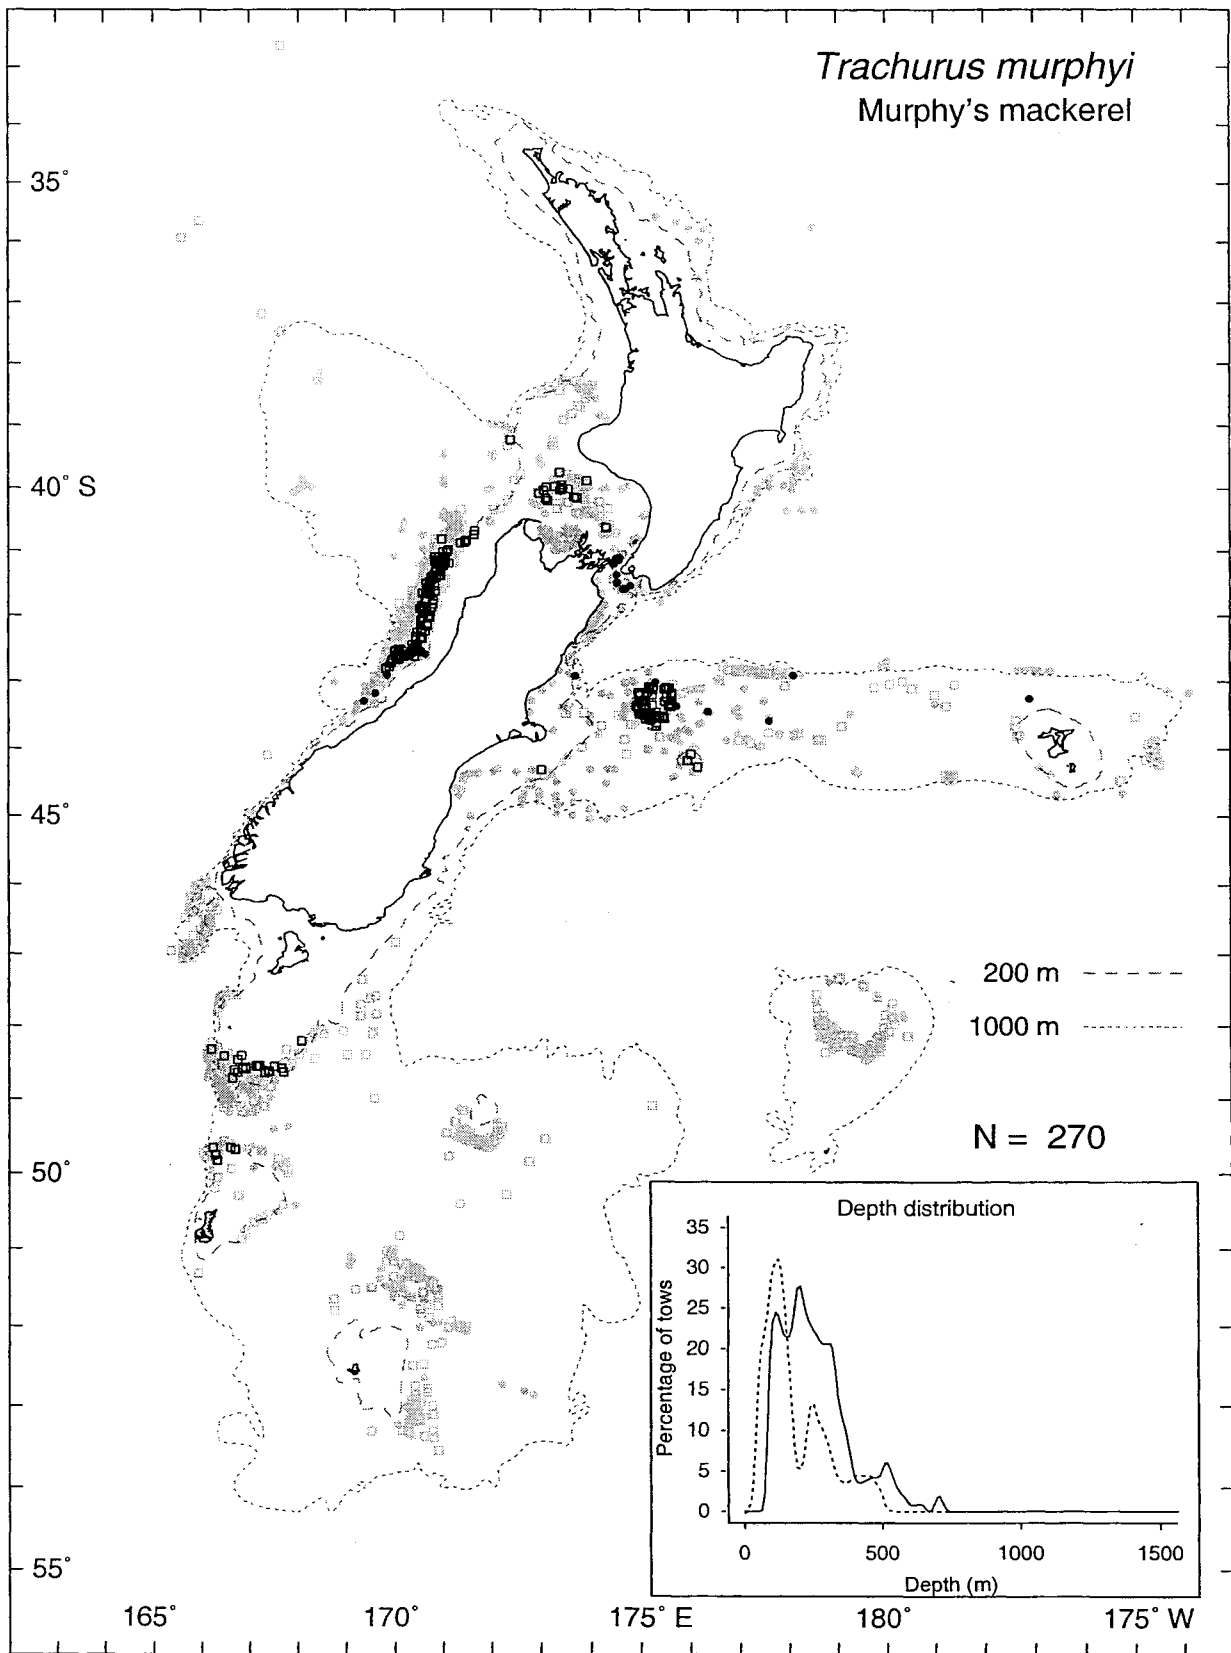 Trachurus murphyi
Murphy's mackerel
35°
40° S
45°
200 m
1000 m
N = 270
50°
Depth distribution
35
30
25
20
15
10
5
0
Percentage of tows
0 500 1000 1500
Depth (m)
55°
165° 170° 175° E 180° 175° W